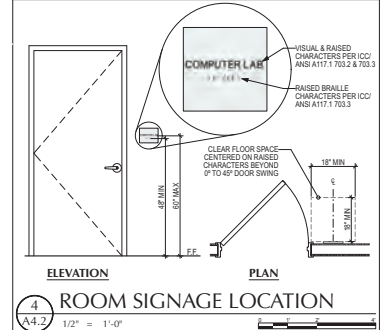 COMPUTER LAB
VISUAL & RAISED
CHARACTERS PER ICC/
ANSI A117.1 703.2 & 703.3
RAISED BRAILLE
CHARACTERS PER ICC/
ANSI A117.1 703.3
48" MIN
60" MAX
F.F.
CLEAR FLOOR SPACE
CENTERED ON RAISED
CHARACTERS BEYOND
0° TO 45° DOOR SWING
18" MIN
18" MIN
ELEVATION
PLAN
4
A4.2
ROOM SIGNAGE LOCATION
1/2" = 1'-0"
0 1' 2' 4'